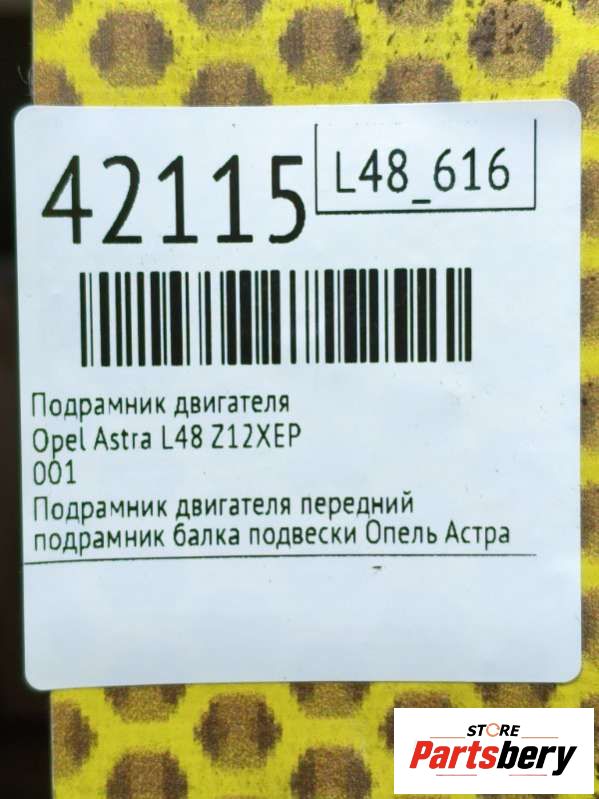 42115
L48_616
Подрамник двигателя
Opel Astra L48 Z12XEP
001
Подрамник двигателя передний
подрамник балка подвески Опель Астра
STORE
Partsbery